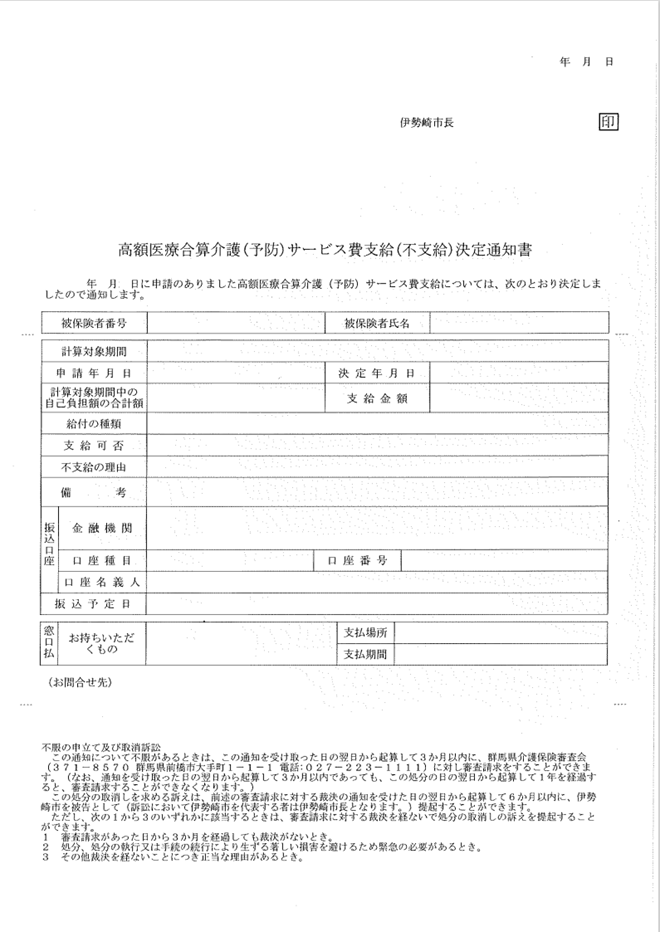 年　月　日
伊勢崎市長　印
高額医療合算介護(予防)サービス費支給(不支給)決定通知書
年　月　日に申請のありました高額医療合算介護（予防）サービス費支給については、次のとおり決定しま
したので通知します。
被保険者番号　被保険者氏名
計算対象期間
申請年月日　決定年月日
計算対象期間中の
自己負担額の合計額　支給金額
給付の種類
支給可否
不支給の理由
備考
振込口座　金融機関
口座種目　口座番号
口座名義人
振込予定日
窓口払　お持ちいただ
くもの　支払場所
支払期間
（お問合せ先）
不服の申立て及び取消訴訟
この通知について不服があるときは、この通知を受け取った日の翌日から起算して３か月以内に、群馬県介護保険審査会
（３７１－８５７０ 群馬県前橋市大手町１－１－１ 電話：０２７－２２３－１１１１）に対し審査請求をすることができま
す。（なお、通知を受け取った日の翌日から起算して３か月以内であっても、この処分の日の翌日から起算して１年を経過す
ると、審査請求することができなくなります。）
この処分の取消しを求める訴えは、前述の審査請求に対する裁決の通知を受けた日の翌日から起算して６か月以内に、伊勢
崎市を被告として（訴訟において伊勢崎市を代表する者は伊勢崎市長となります。）提起することができます。
ただし、次の１から３のいずれかに該当するときは、審査請求に対する裁決を経ないで処分の取消しの訴えを提起すること
ができます。
１　審査請求があった日から３か月を経過しても裁決がないとき。
２　処分、処分の執行又は手続の続行により生ずる著しい損害を避けるため緊急の必要があるとき。
３　その他裁決を経ないことにつき正当な理由があるとき。